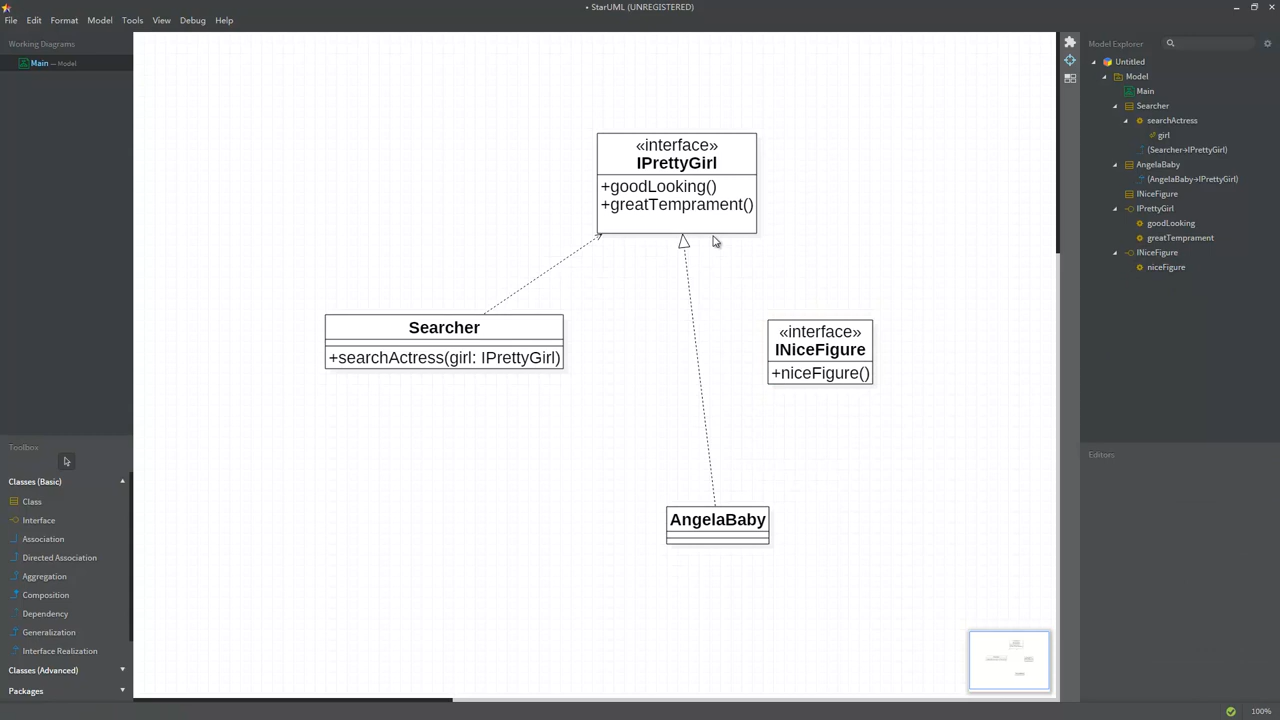 • StarUML (UNREGISTERED)
File Edit Format Model Tools View Debug Help
Working Diagrams
Main — Model
«interface»
IPrettyGirl
+goodLooking()
+greatTemprament()
Searcher
+searchActress(girl: IPrettyGirl)
«interface»
INiceFigure
+niceFigure()
AngelaBaby
Toolbox
Classes (Basic)
Class
Interface
Association
Directed Association
Aggregation
Composition
Dependency
Generalization
Interface Realization
Classes (Advanced)
Packages
Model Explorer
Untitled
Model
Main
Searcher
searchActress
girl
(Searcher→IPrettyGirl)
AngelaBaby
(AngelaBaby→IPrettyGirl)
INiceFigure
IPrettyGirl
goodLooking
greatTemprament
INiceFigure
niceFigure
Editors
100%